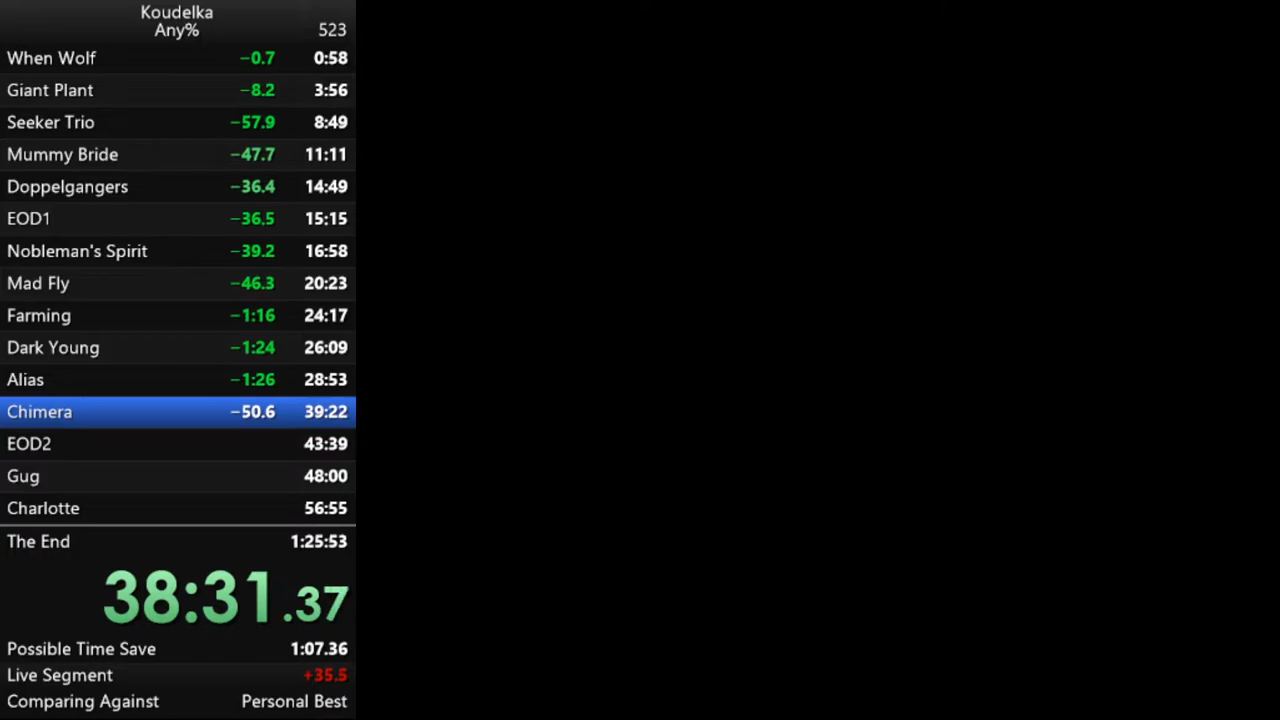 Koudelka
Any% 523
When Wolf −0.7 0:58
Giant Plant −8.2 3:56
Seeker Trio −57.9 8:49
Mummy Bride −47.7 11:11
Doppelgangers −36.4 14:49
EOD1 −36.5 15:15
Nobleman's Spirit −39.2 16:58
Mad Fly −46.3 20:23
Farming −1:16 24:17
Dark Young −1:24 26:09
Alias −1:26 28:53
Chimera −50.6 39:22
EOD2 43:39
Gug 48:00
Charlotte 56:55
The End 1:25:53
38:31.37
Possible Time Save 1:07.36
Live Segment +35.5
Comparing Against Personal Best